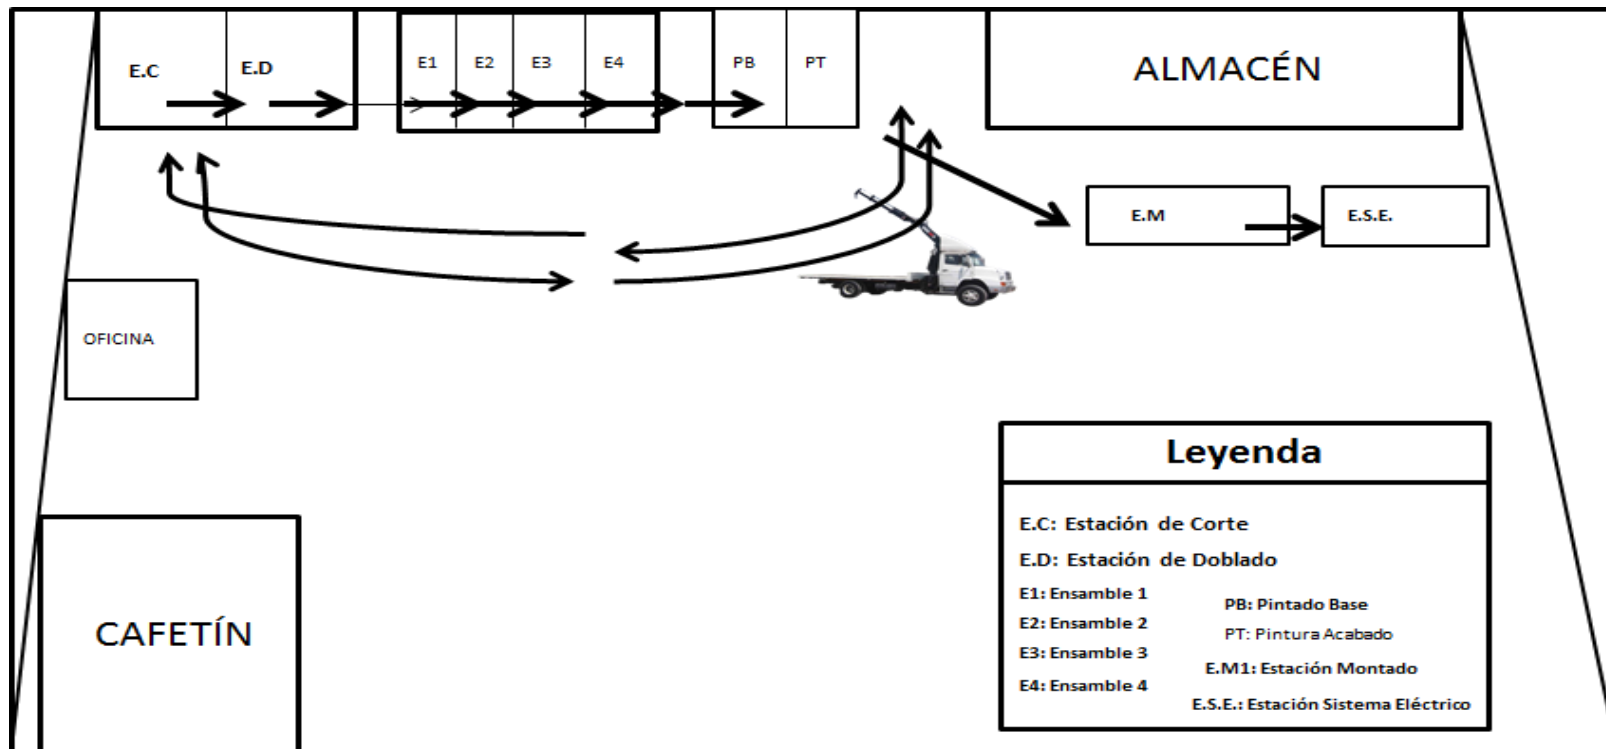 E.C
E.D
E1
E2
E3
E4
PB
PT
ALMACÉN
E.M
E.S.E.
OFICINA
CAFETÍN
Leyenda
E.C: Estación de Corte
E.D: Estación de Doblado
E1: Ensamble 1
E2: Ensamble 2
E3: Ensamble 3
E4: Ensamble 4
PB: Pintado Base
PT: Pintura Acabado
E.M1: Estación Montado
E.S.E.: Estación Sistema Eléctrico